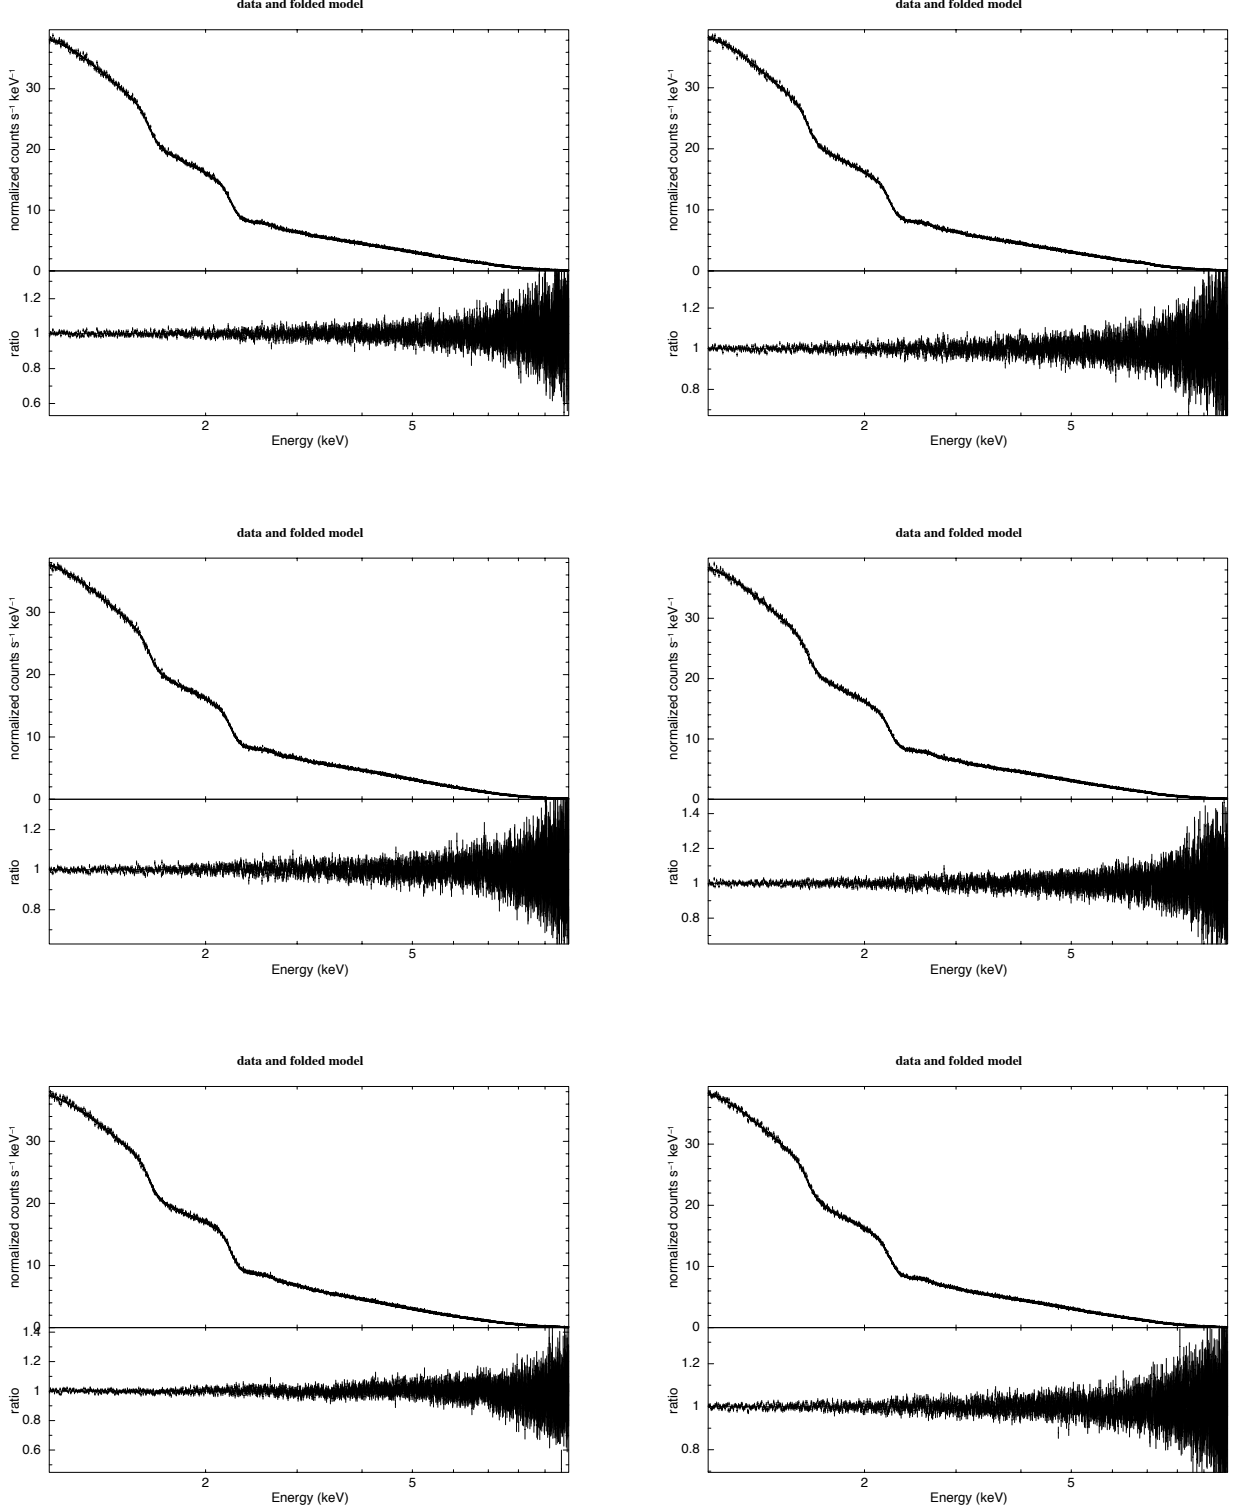 data and folded model
normalized counts s⁻¹ keV⁻¹
30
20
10
0
ratio
1.2
1
0.8
0.6
2
5
Energy (keV)
data and folded model
normalized counts s⁻¹ keV⁻¹
30
20
10
0
ratio
1.2
1
0.8
2
5
Energy (keV)
data and folded model
normalized counts s⁻¹ keV⁻¹
30
20
10
0
ratio
1.2
1
0.8
2
5
Energy (keV)
data and folded model
normalized counts s⁻¹ keV⁻¹
30
20
10
0
ratio
1.4
1.2
1
0.8
2
5
Energy (keV)
data and folded model
normalized counts s⁻¹ keV⁻¹
30
20
10
0
ratio
1.4
1.2
1
0.8
0.6
2
5
Energy (keV)
data and folded model
normalized counts s⁻¹ keV⁻¹
30
20
10
0
ratio
1.2
1
0.8
2
5
Energy (keV)